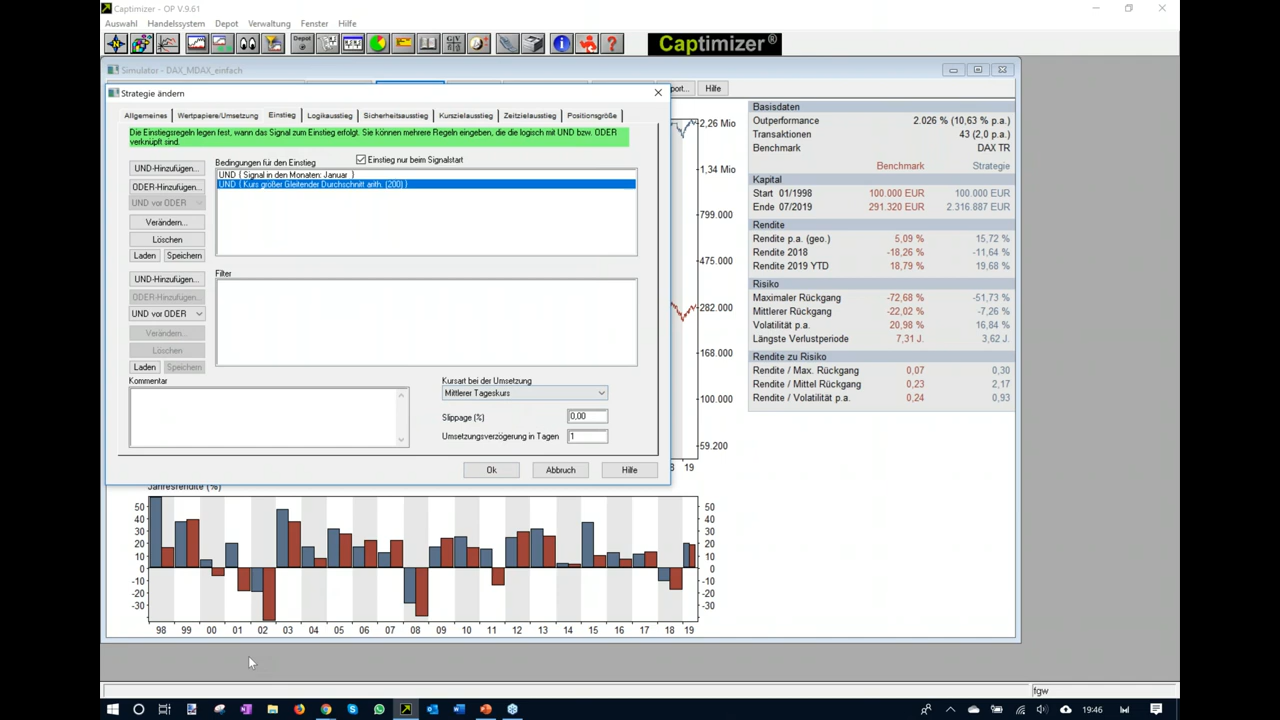 Captimizer - OP V.9.61
Auswahl Handelssystem Depot Verwaltung Fenster Hilfe
Captimizer®
Simulator - DAX_MDAX_einfach
port... Hilfe
Strategie ändern
Allgemeines Wertpapiere/Umsetzung Einstieg Logikausstieg Sicherheitsausstieg Kurszielausstieg Zeitzielausstieg Positionsgröße
Die Einstiegsregeln legen fest, wann das Signal zum Einstieg erfolgt. Sie können mehrere Regeln eingeben, die die logisch mit UND bzw. ODER
verknüpft sind.
UND-Hinzufügen...
ODER-Hinzufügen...
UND vor ODER
Verändern...
Löschen
Laden Speichern
Bedingungen für den Einstieg
Einstieg nur beim Signalstart
UND ( Signal in den Monaten: Januar )
UND ( Kurs großer Gleitender Durchschnitt arith. (200) )
Filter
UND-Hinzufügen...
ODER-Hinzufügen...
UND vor ODER
Verändern...
Löschen
Laden Speichern
Kommentar
Kursart bei der Umsetzung
Mittlerer Tageskurs
Slippage (%) 0,00
Umsetzungsverzögerung in Tagen 1
Ok Abbruch Hilfe
2,26 Mio
1,34 Mio
799.000
475.000
282.000
168.000
100.000
59.200
8 19
Basisdaten
Outperformance 2.026 % (10,63 % p.a.)
Transaktionen 43 (2,0 p.a.)
Benchmark DAX TR
Benchmark Strategie
Kapital
Start 01/1998 100.000 EUR 100.000 EUR
Ende 07/2019 291.320 EUR 2.316.887 EUR
Rendite
Rendite p.a. (geo.) 5,09 % 15,72 %
Rendite 2018 -18,26 % -11,64 %
Rendite 2019 YTD 18,79 % 19,68 %
Risiko
Maximaler Rückgang -72,68 % -51,73 %
Mittlerer Rückgang -22,02 % -7,26 %
Volatilität p.a. 20,98 % 16,84 %
Längste Verlustperiode 7,31 J. 3,62 J.
Rendite zu Risiko
Rendite / Max. Rückgang 0,07 0,30
Rendite / Mittel Rückgang 0,23 2,17
Rendite / Volatilität p.a. 0,24 0,93
Jahresrendite (%)
50 50
40 40
30 30
20 20
10 10
0 0
-10 -10
-20 -20
-30 -30
98 99 00 01 02 03 04 05 06 07 08 09 10 11 12 13 14 15 16 17 18 19
fgw
19:46